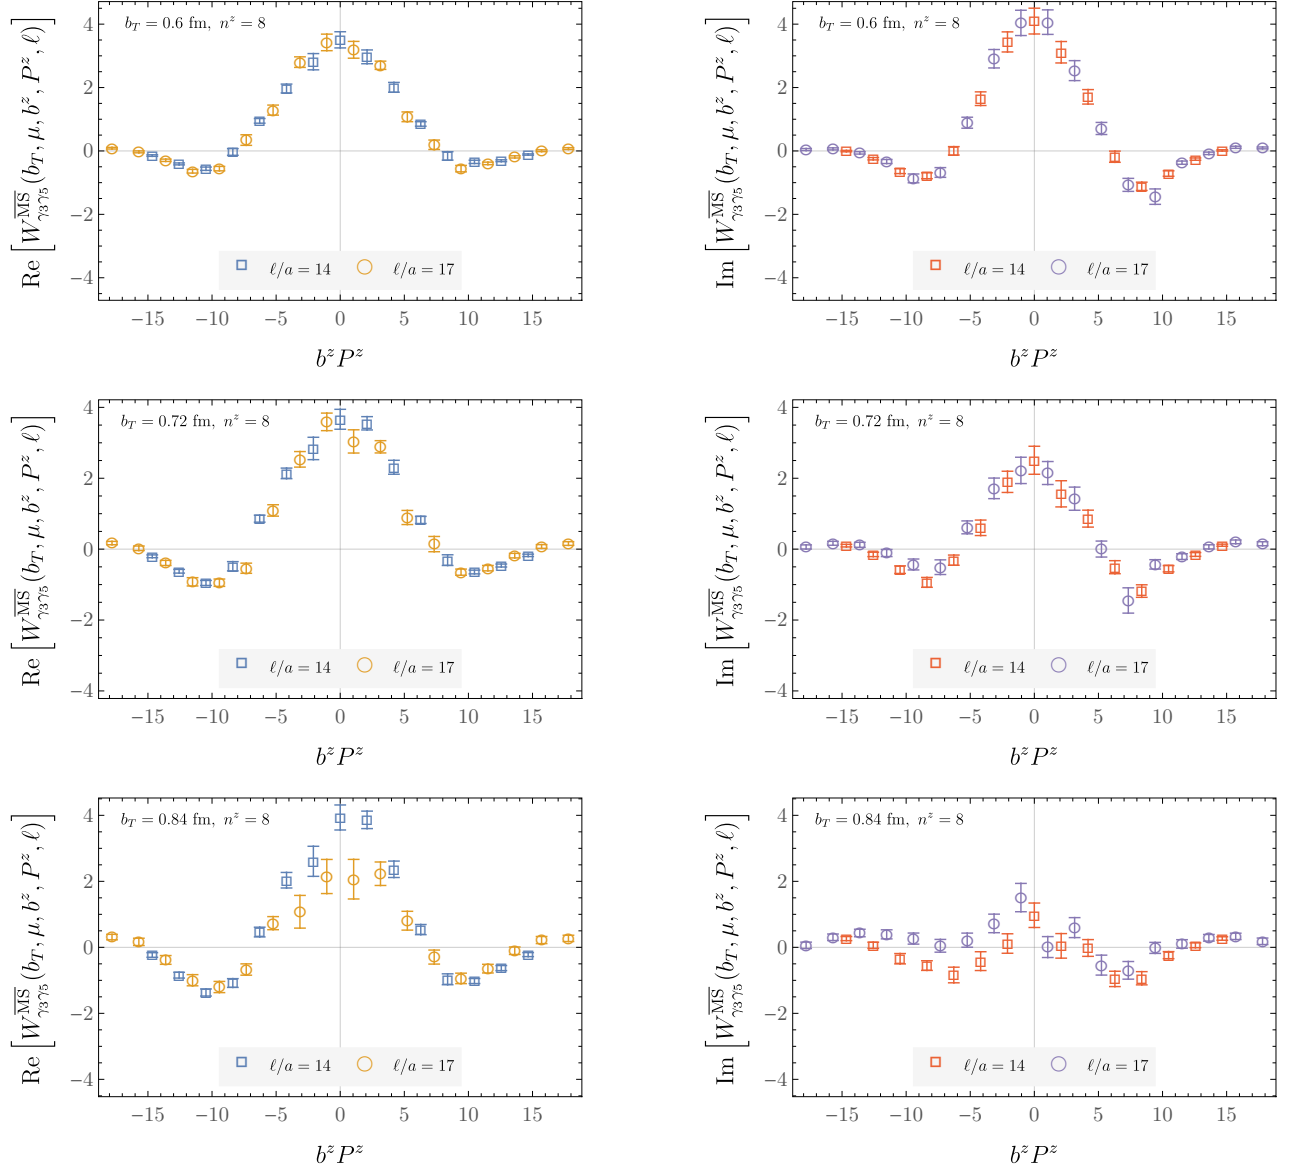 b_T = 0.6 fm, n^z = 8
Re [W^{\overline{MS}}_{γ_3γ_5}(b_T, μ, b^z, P^z, ℓ)]
4
2
0
−2
−4
ℓ/a = 14 ℓ/a = 17
−15 −10 −5 0 5 10 15
b^z P^z
b_T = 0.6 fm, n^z = 8
Im [W^{\overline{MS}}_{γ_3γ_5}(b_T, μ, b^z, P^z, ℓ)]
4
2
0
−2
−4
ℓ/a = 14 ℓ/a = 17
−15 −10 −5 0 5 10 15
b^z P^z
b_T = 0.72 fm, n^z = 8
Re [W^{\overline{MS}}_{γ_3γ_5}(b_T, μ, b^z, P^z, ℓ)]
4
2
0
−2
−4
ℓ/a = 14 ℓ/a = 17
−15 −10 −5 0 5 10 15
b^z P^z
b_T = 0.72 fm, n^z = 8
Im [W^{\overline{MS}}_{γ_3γ_5}(b_T, μ, b^z, P^z, ℓ)]
4
2
0
−2
−4
ℓ/a = 14 ℓ/a = 17
−15 −10 −5 0 5 10 15
b^z P^z
b_T = 0.84 fm, n^z = 8
Re [W^{\overline{MS}}_{γ_3γ_5}(b_T, μ, b^z, P^z, ℓ)]
4
2
0
−2
−4
ℓ/a = 14 ℓ/a = 17
−15 −10 −5 0 5 10 15
b^z P^z
b_T = 0.84 fm, n^z = 8
Im [W^{\overline{MS}}_{γ_3γ_5}(b_T, μ, b^z, P^z, ℓ)]
4
2
0
−2
−4
ℓ/a = 14 ℓ/a = 17
−15 −10 −5 0 5 10 15
b^z P^z